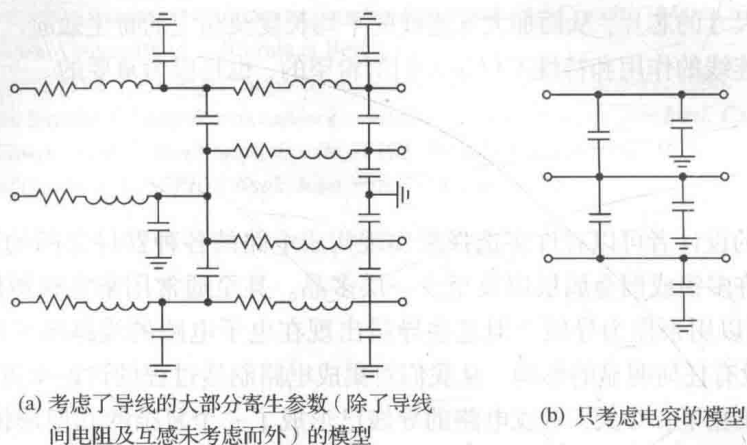 (a) 考虑了导线的大部分寄生参数（除了导线
间电阻及互感未考虑而外）的模型
(b) 只考虑电容的模型